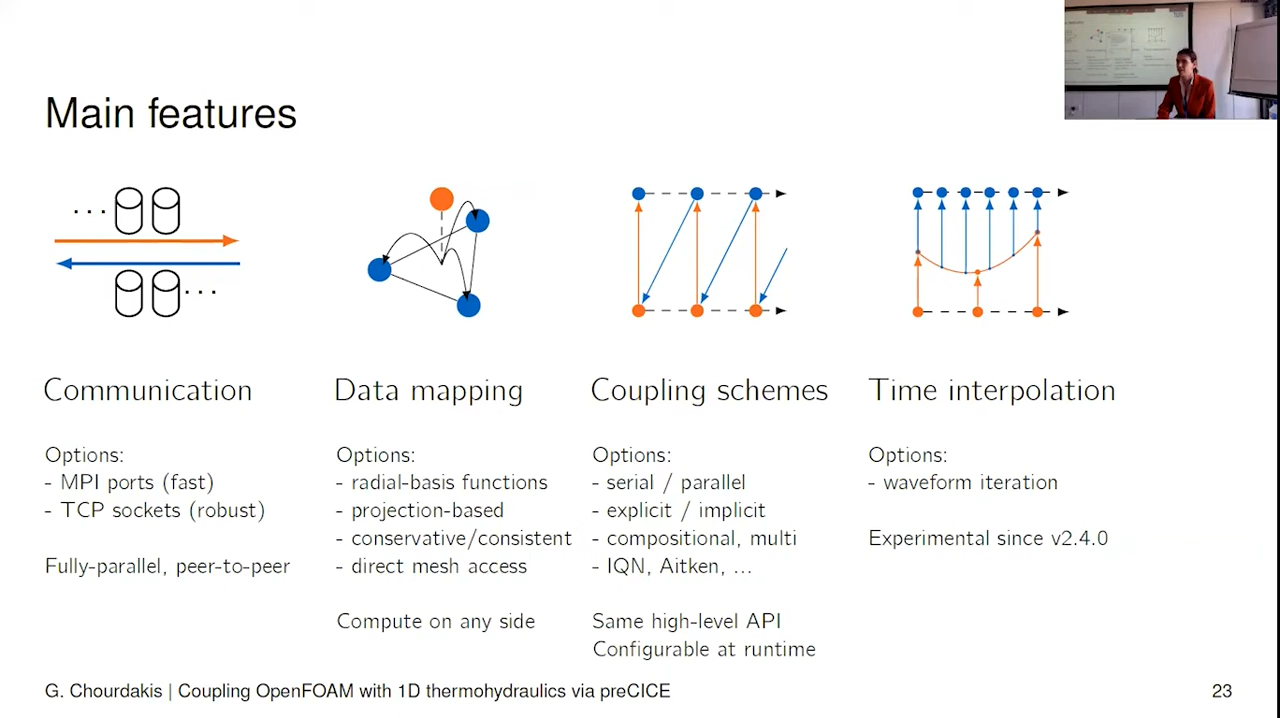 Main features
Communication
Options:
- MPI ports (fast)
- TCP sockets (robust)
Fully-parallel, peer-to-peer
Data mapping
Options:
- radial-basis functions
- projection-based
- conservative/consistent
- direct mesh access
Compute on any side
Coupling schemes
Options:
- serial / parallel
- explicit / implicit
- compositional, multi
- IQN, Aitken, ...
Same high-level API
Configurable at runtime
Time interpolation
Options:
- waveform iteration
Experimental since v2.4.0
G. Chourdakis | Coupling OpenFOAM with 1D thermohydraulics via preCICE
23